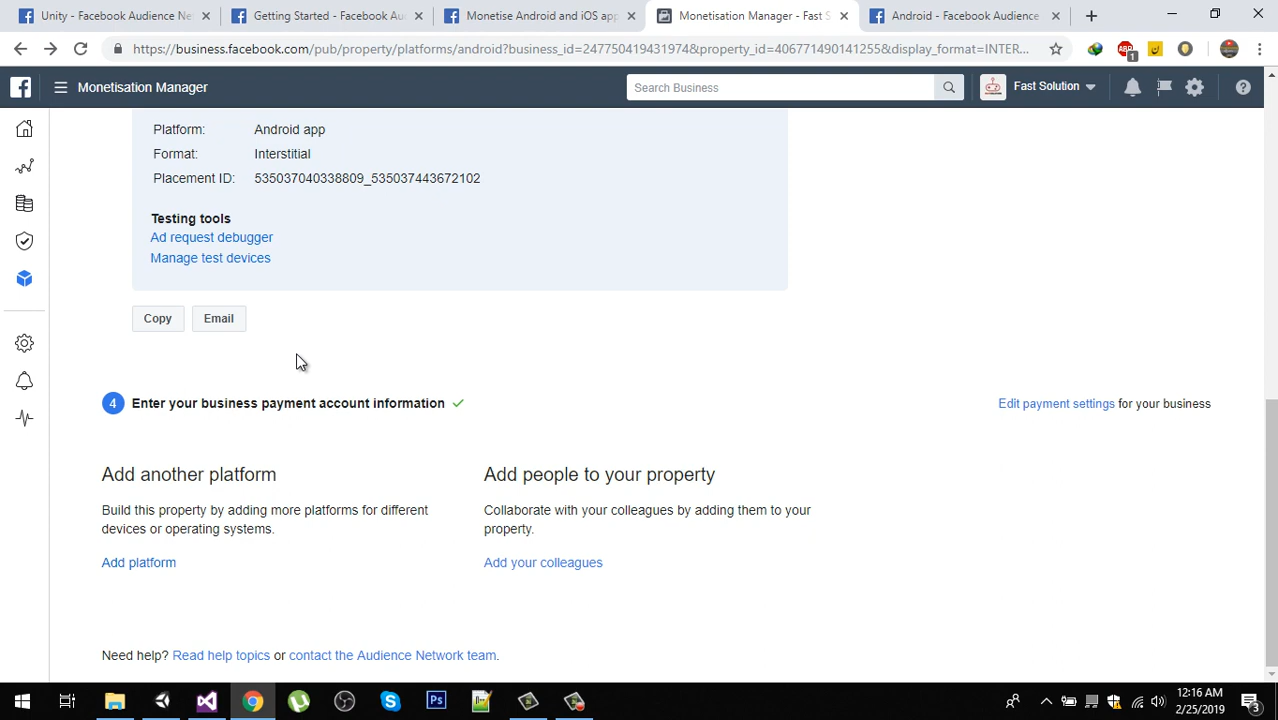 Unity - Facebook Audience Ne
Getting Started - Facebook Au
Monetise Android and iOS app
Monetisation Manager - Fast S
Android - Facebook Audience
https://business.facebook.com/pub/property/platforms/android?business_id=247750419431974&property_id=406771490141255&display_format=INTER...
ABP
1
Monetisation Manager
Search Business
Fast Solution
Platform: Android app
Format: Interstitial
Placement ID: 535037040338809_535037443672102
Testing tools
Ad request debugger
Manage test devices
Copy
Email
4 Enter your business payment account information
Edit payment settings for your business
Add another platform
Build this property by adding more platforms for different
devices or operating systems.
Add platform
Add people to your property
Collaborate with your colleagues by adding them to your
property.
Add your colleagues
Need help? Read help topics or contact the Audience Network team.
Ps
12:16 AM
2/25/2019
3